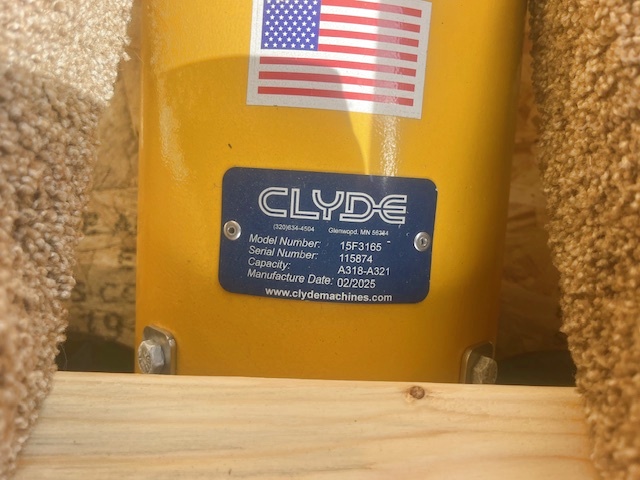 CLYDE
(320)634-4504 Glenwood, MN 56334
Model Number: 15F3165
Serial Number: 115874
Capacity: A318-A321
Manufacture Date: 02/2025
www.clydemachines.com